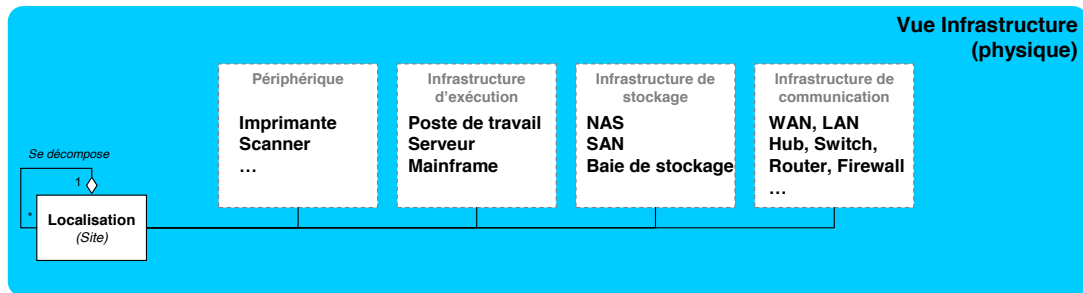 Vue Infrastructure
(physique)
Périphérique
Imprimante
Scanner
…
Infrastructure
d'exécution
Poste de travail
Serveur
Mainframe
Infrastructure de
stockage
NAS
SAN
Baie de stockage
Infrastructure de
communication
WAN, LAN
Hub, Switch,
Router, Firewall
…
Se décompose
1
*
Localisation
(Site)